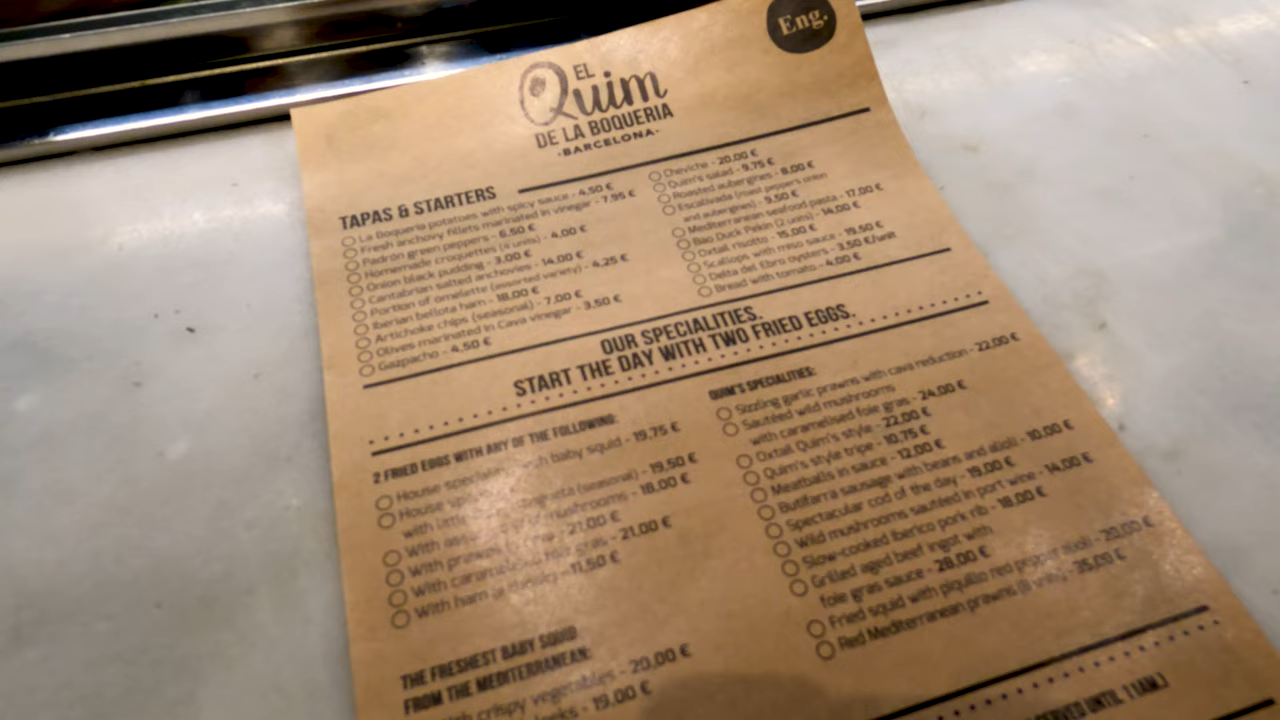 Eng.
EL
Quim
DE LA BOQUERIA
·BARCELONA·
TAPAS & STARTERS
La Boqueria potatoes with spicy sauce - 4,50 €
Fresh anchovy fillets marinated in vinegar - 7,95 €
Padrón green peppers - 6,50 €
Homemade croquettes (4 units) - 4,00 €
Onion black pudding - 3,00 €
Cantabrian salted anchovies - 14,00 €
Portion of omelette (assorted variety) - 4,25 €
Iberian bellota ham - 18,00 €
Artichoke chips (seasonal) - 7,00 €
Olives marinated in Cava vinegar - 3,50 €
Gazpacho - 4,50 €
Cheviche - 20,00 €
Quim's salad - 9,75 €
Roasted aubergines - 8,00 €
Escalivada (roast peppers onion
and aubergines) - 9,50 €
Mediterranean seafood pasta - 17,00 €
Bao Duck Pekin (2 units) - 14,00 €
Oxtail risotto - 15,00 €
Scallops with miso sauce - 19,50 €
Delta del Ebro oysters - 3,50 €/unit
Bread with tomato - 4,00 €
OUR SPECIALITIES.
START THE DAY WITH TWO FRIED EGGS.
2 FRIED EGGS WITH ANY OF THE FOLLOWING:
House baby squid - 19,75 €
House (seasonal) - 19,50 €
with mushrooms - 18,00 €
With - 21,00 €
With - 21,00 €
With ham - 11,50 €
THE FRESHEST BABY SQUID
FROM THE MEDITERRANEAN:
crispy vegetables - 20,00 €
- 19,00 €
QUIM'S SPECIALITIES:
Sizzling garlic prawns with cava reduction - 22,00 €
Sautéed wild mushrooms
with caramelised foie gras - 24,00 €
Oxtail Quim's style - 22,00 €
Quim's style tripe - 10,75 €
Meatballs in sauce - 12,00 €
Butifarra sausage with beans and alioli - 10,00 €
Spectacular cod of the day - 19,00 €
Wild mushrooms sautéed in port wine - 14,00 €
Slow-cooked iberico pork rib - 18,00 €
Grilled aged beef ingot with
foie gras sauce - 28,00 €
Fried squid with piquillo red pepper alioli - 20,00 €
Red Mediterranean prawns (8 units) - 35,00 €
UNTIL 11AM.)